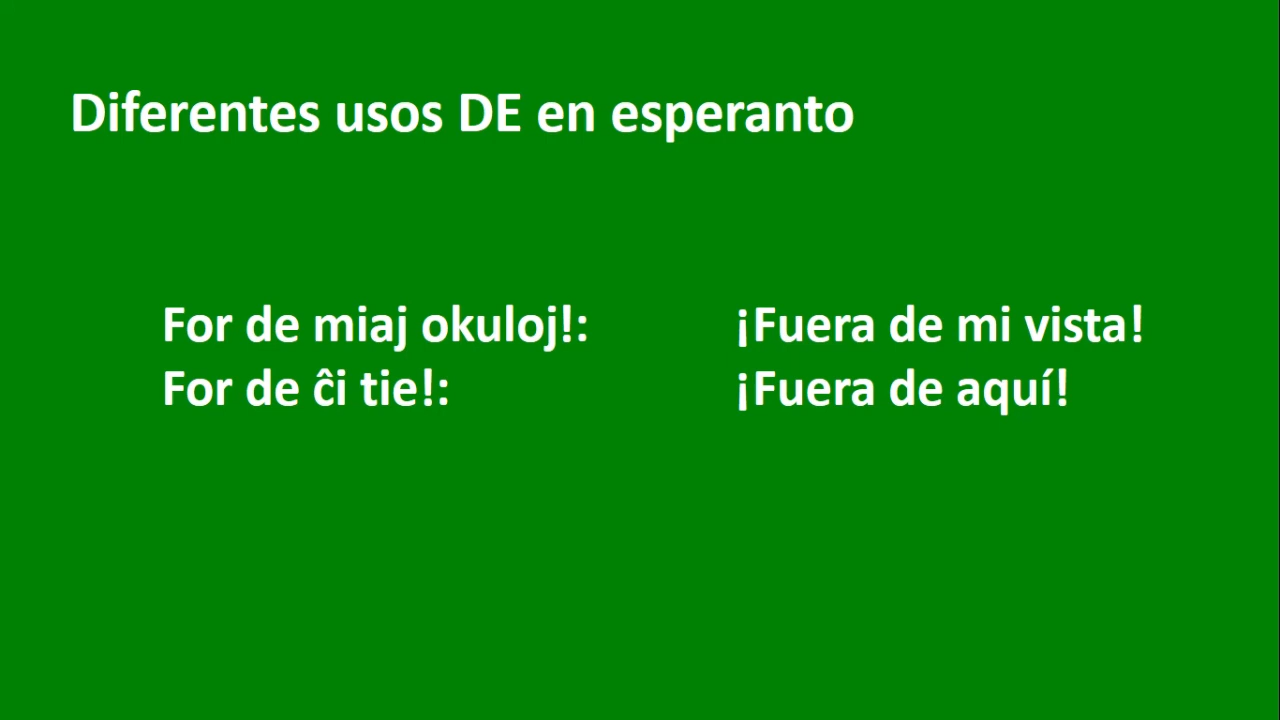 Diferentes usos DE en esperanto
For de miaj okuloj!: ¡Fuera de mi vista!
For de ĉi tie!: ¡Fuera de aquí!